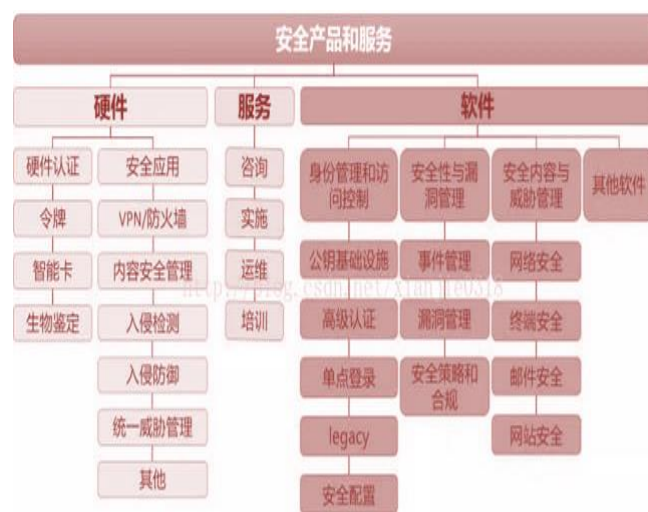 安全产品和服务
硬件
服务
软件
硬件认证
令牌
智能卡
生物鉴定
安全应用
VPN/防火墙
内容安全管理
入侵检测
入侵防御
统一威胁管理
其他
咨询
实施
运维
培训
身份管理和访
问控制
公钥基础设施
高级认证
单点登录
legacy
安全配置
安全性与漏
洞管理
事件管理
漏洞管理
安全策略和
合规
安全内容与
威胁管理
网络安全
终端安全
邮件安全
网站安全
其他软件